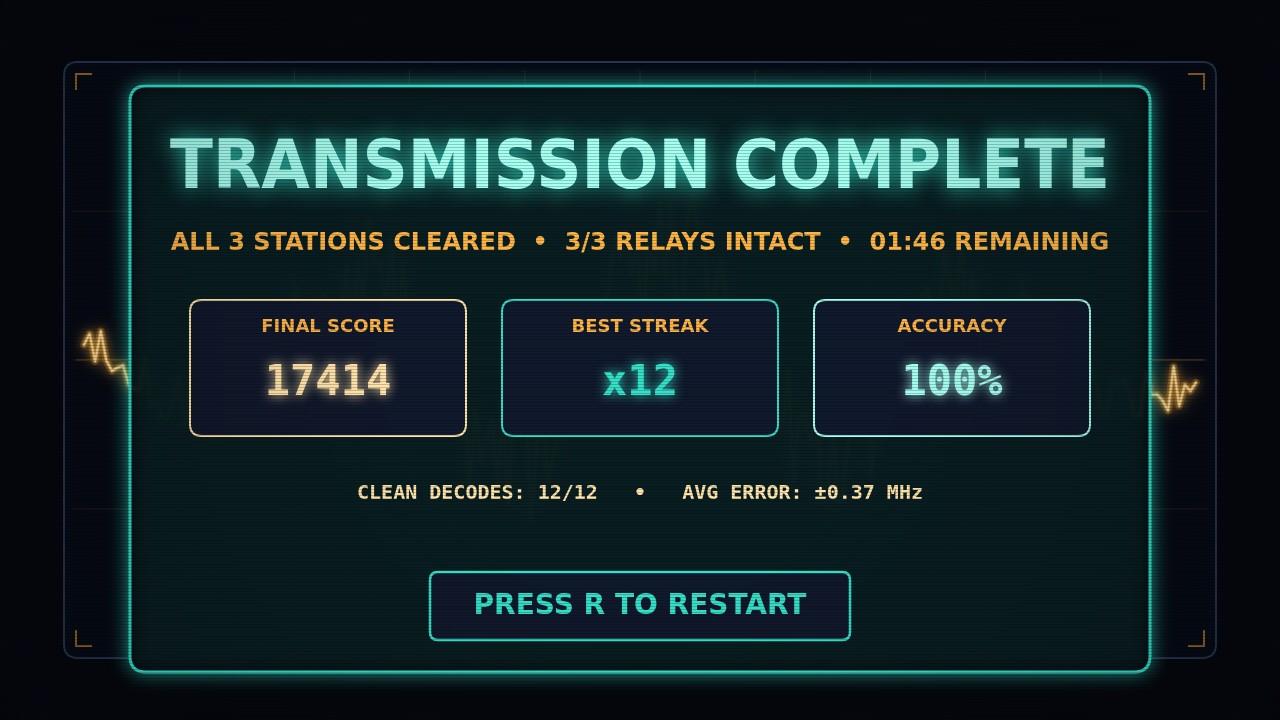 TRANSMISSION COMPLETE
ALL 3 STATIONS CLEARED • 3/3 RELAYS INTACT • 01:46 REMAINING
FINAL SCORE
17414
BEST STREAK
x12
ACCURACY
100%
CLEAN DECODES: 12/12 • AVG ERROR: ±0.37 MHz
PRESS R TO RESTART